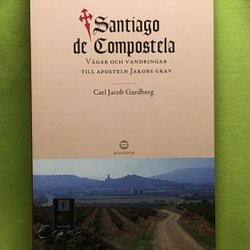 Santiago
de Compostela
Vägar och vandringar
till aposteln Jakobs grav
Carl Jacob Gardberg